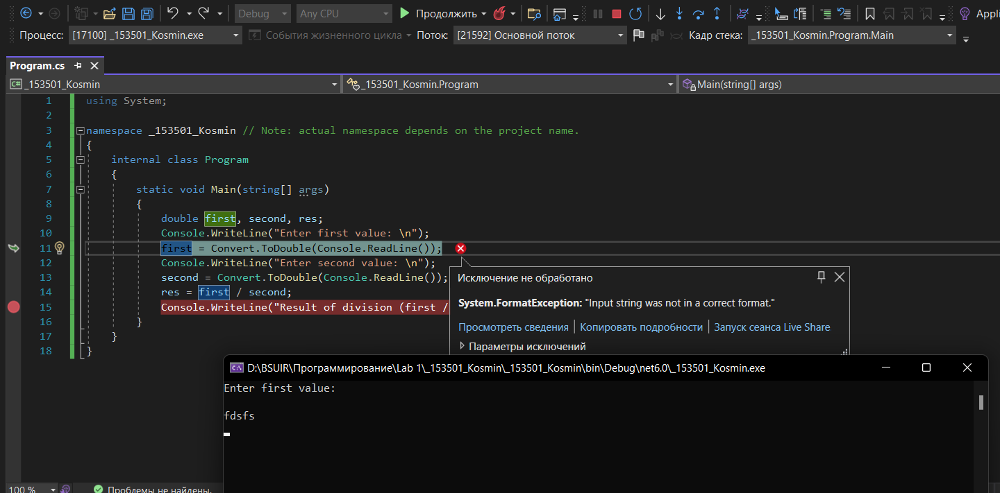 Debug Any CPU Продолжить Appli
Процесс: [17100] _153501_Kosmin.exe События жизненного цикла Поток: [21592] Основной поток Кадр стека: _153501_Kosmin.Program.Main
Program.cs
C# _153501_Kosmin _153501_Kosmin.Program Main(string[] args)
1 using System;
2
3 namespace _153501_Kosmin // Note: actual namespace depends on the project name.
4 {
5 internal class Program
6 {
7 static void Main(string[] args)
8 {
9 double first, second, res;
10 Console.WriteLine("Enter first value: \n");
11 first = Convert.ToDouble(Console.ReadLine());
12 Console.WriteLine("Enter second value: \n");
13 second = Convert.ToDouble(Console.ReadLine());
14 res = first / second;
15 Console.WriteLine("Result of division (first /
16 }
17 }
18 }
Исключение не обработано
System.FormatException: "Input string was not in a correct format."
Просмотреть сведения Копировать подробности Запуск сеанса Live Share
Параметры исключений
D:\BSUIR\Программирование\Lab 1\_153501_Kosmin\_153501_Kosmin\bin\Debug\net6.0\_153501_Kosmin.exe
Enter first value:
fdsfs
100 % Проблемы не найдены.